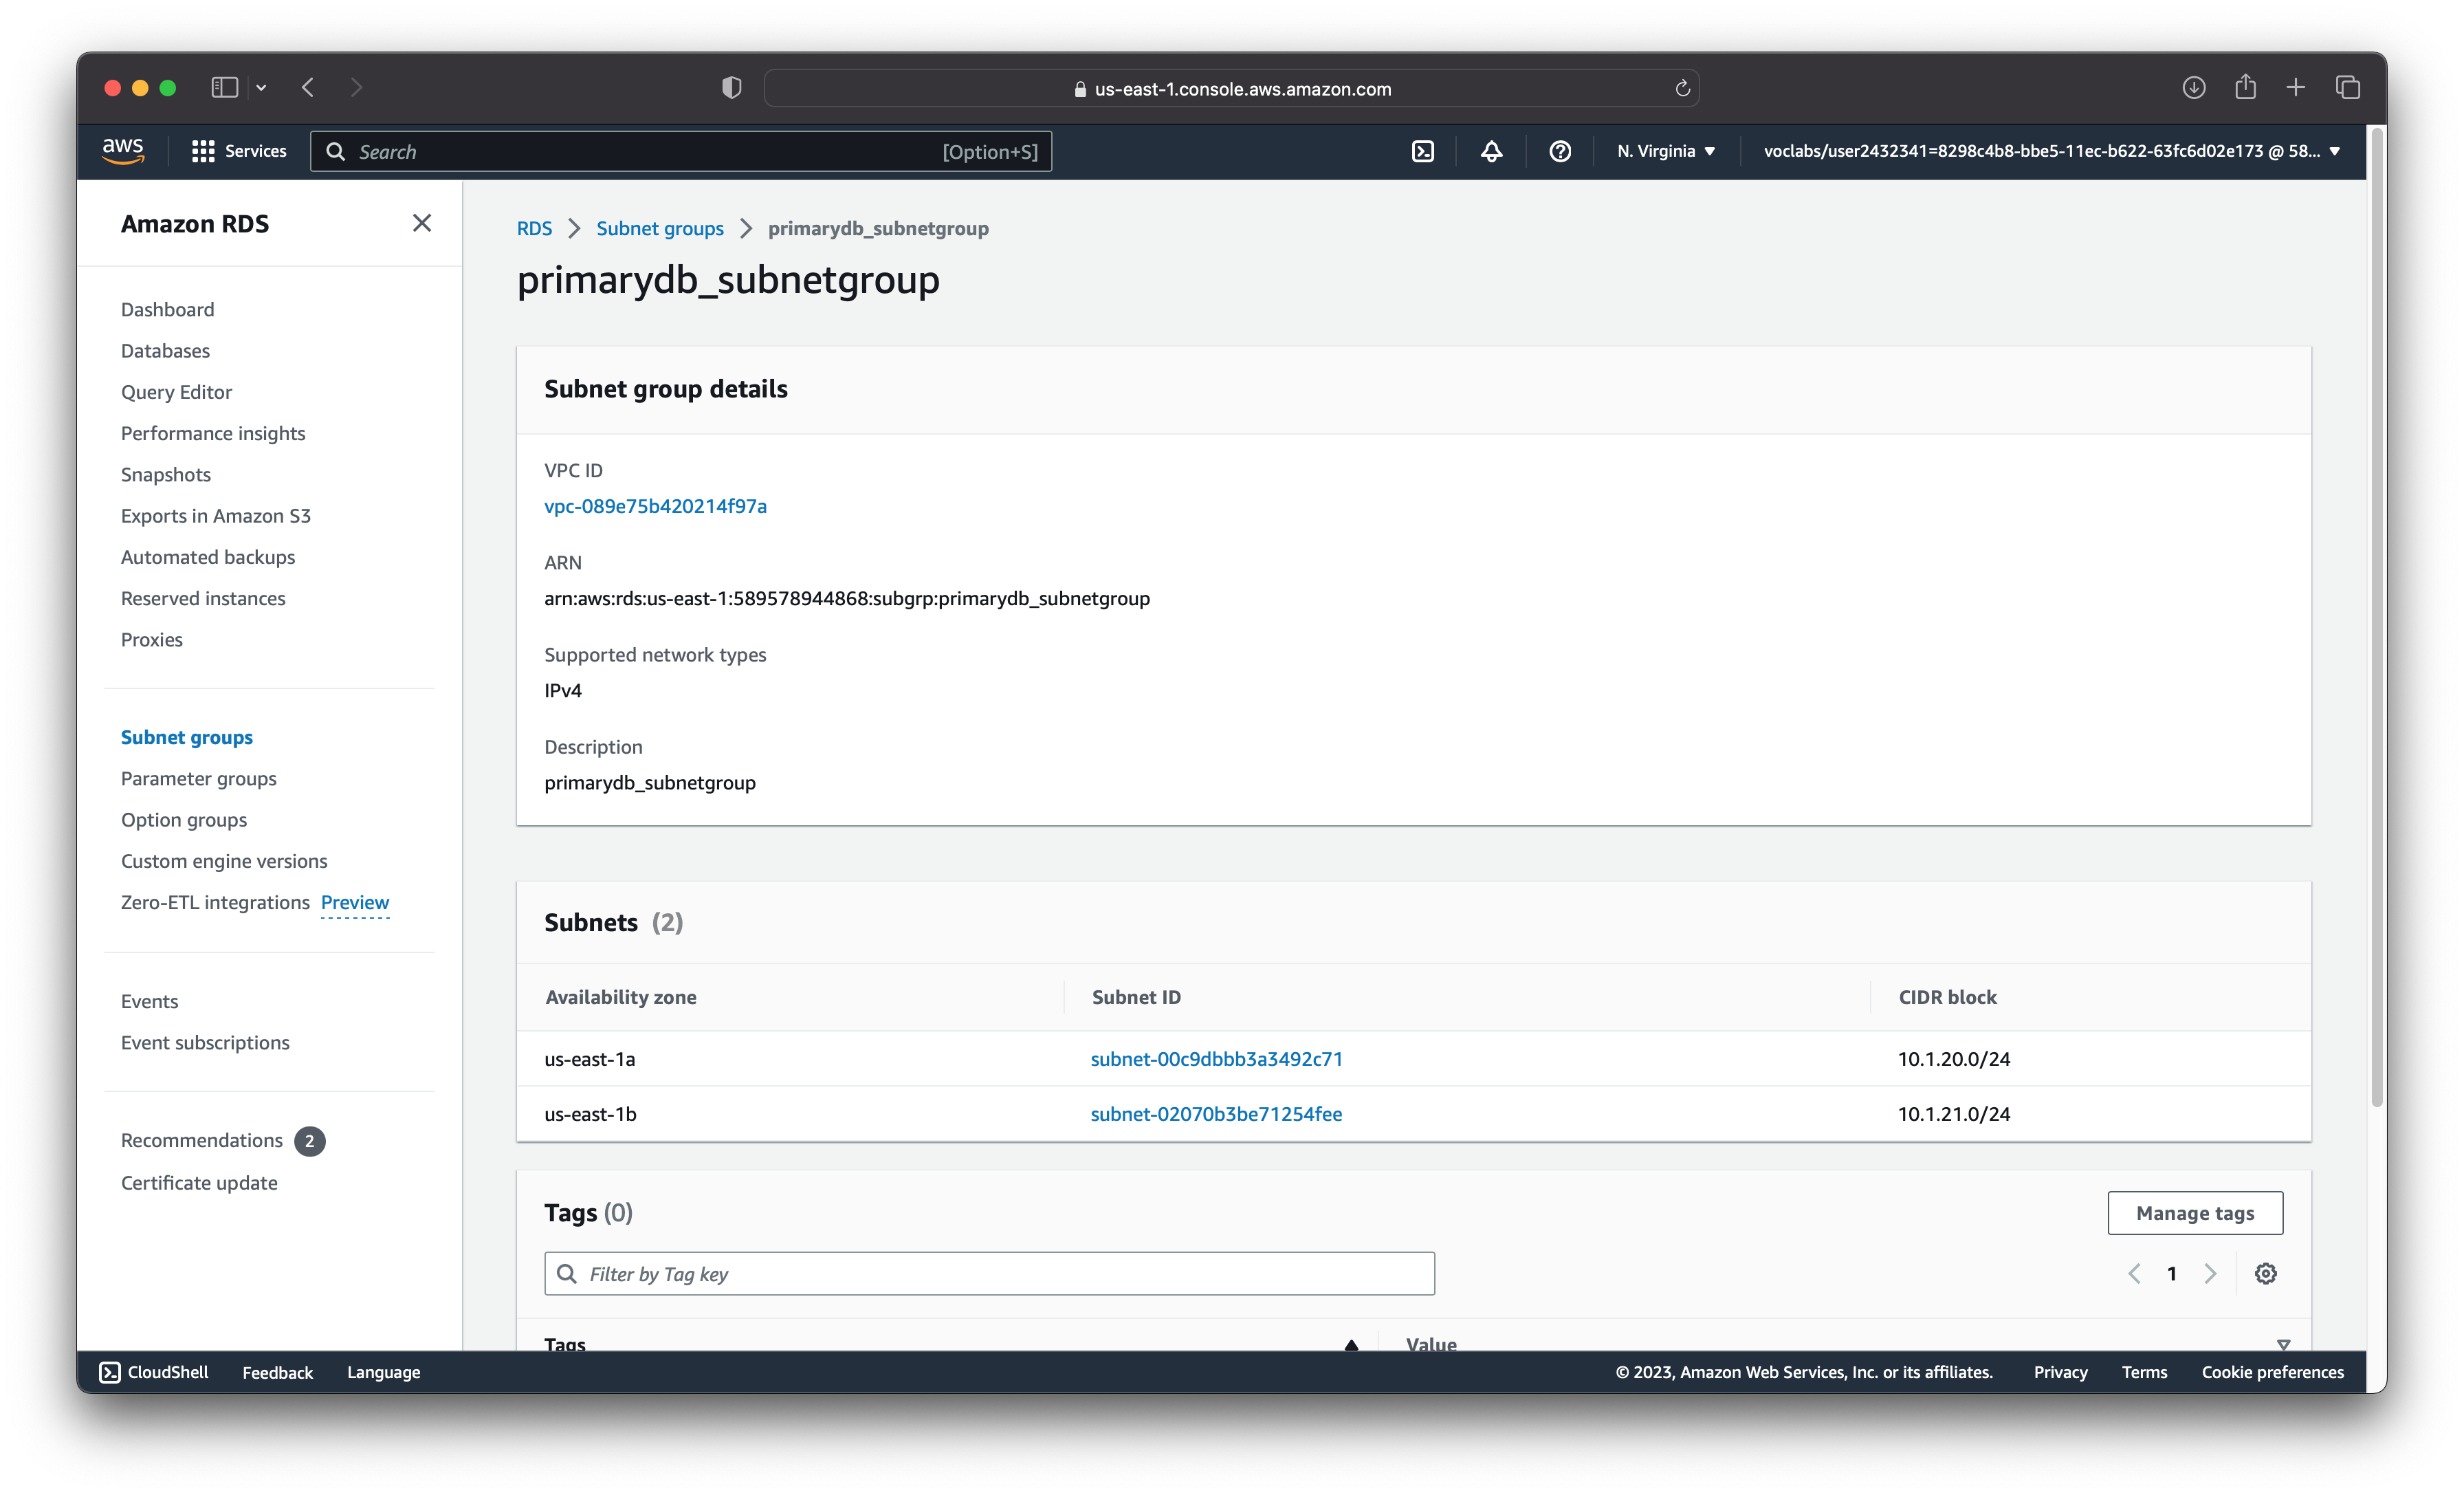 us-east-1.console.aws.amazon.com
aws
Services
Search
[Option+S]
N. Virginia
voclabs/user2432341=8298c4b8-bbe5-11ec-b622-63fc6d02e173 @ 58...
Amazon RDS
Dashboard
Databases
Query Editor
Performance insights
Snapshots
Exports in Amazon S3
Automated backups
Reserved instances
Proxies
Subnet groups
Parameter groups
Option groups
Custom engine versions
Zero-ETL integrations Preview
Events
Event subscriptions
Recommendations 2
Certificate update
RDS > Subnet groups > primarydb_subnetgroup
primarydb_subnetgroup
Subnet group details
VPC ID
vpc-089e75b420214f97a
ARN
arn:aws:rds:us-east-1:589578944868:subgrp:primarydb_subnetgroup
Supported network types
IPv4
Description
primarydb_subnetgroup
Subnets (2)
Availability zone Subnet ID CIDR block
us-east-1a subnet-00c9dbbb3a3492c71 10.1.20.0/24
us-east-1b subnet-02070b3be71254fee 10.1.21.0/24
Tags (0)
Manage tags
Filter by Tag key
1
Tags Value
CloudShell Feedback Language
© 2023, Amazon Web Services, Inc. or its affiliates. Privacy Terms Cookie preferences